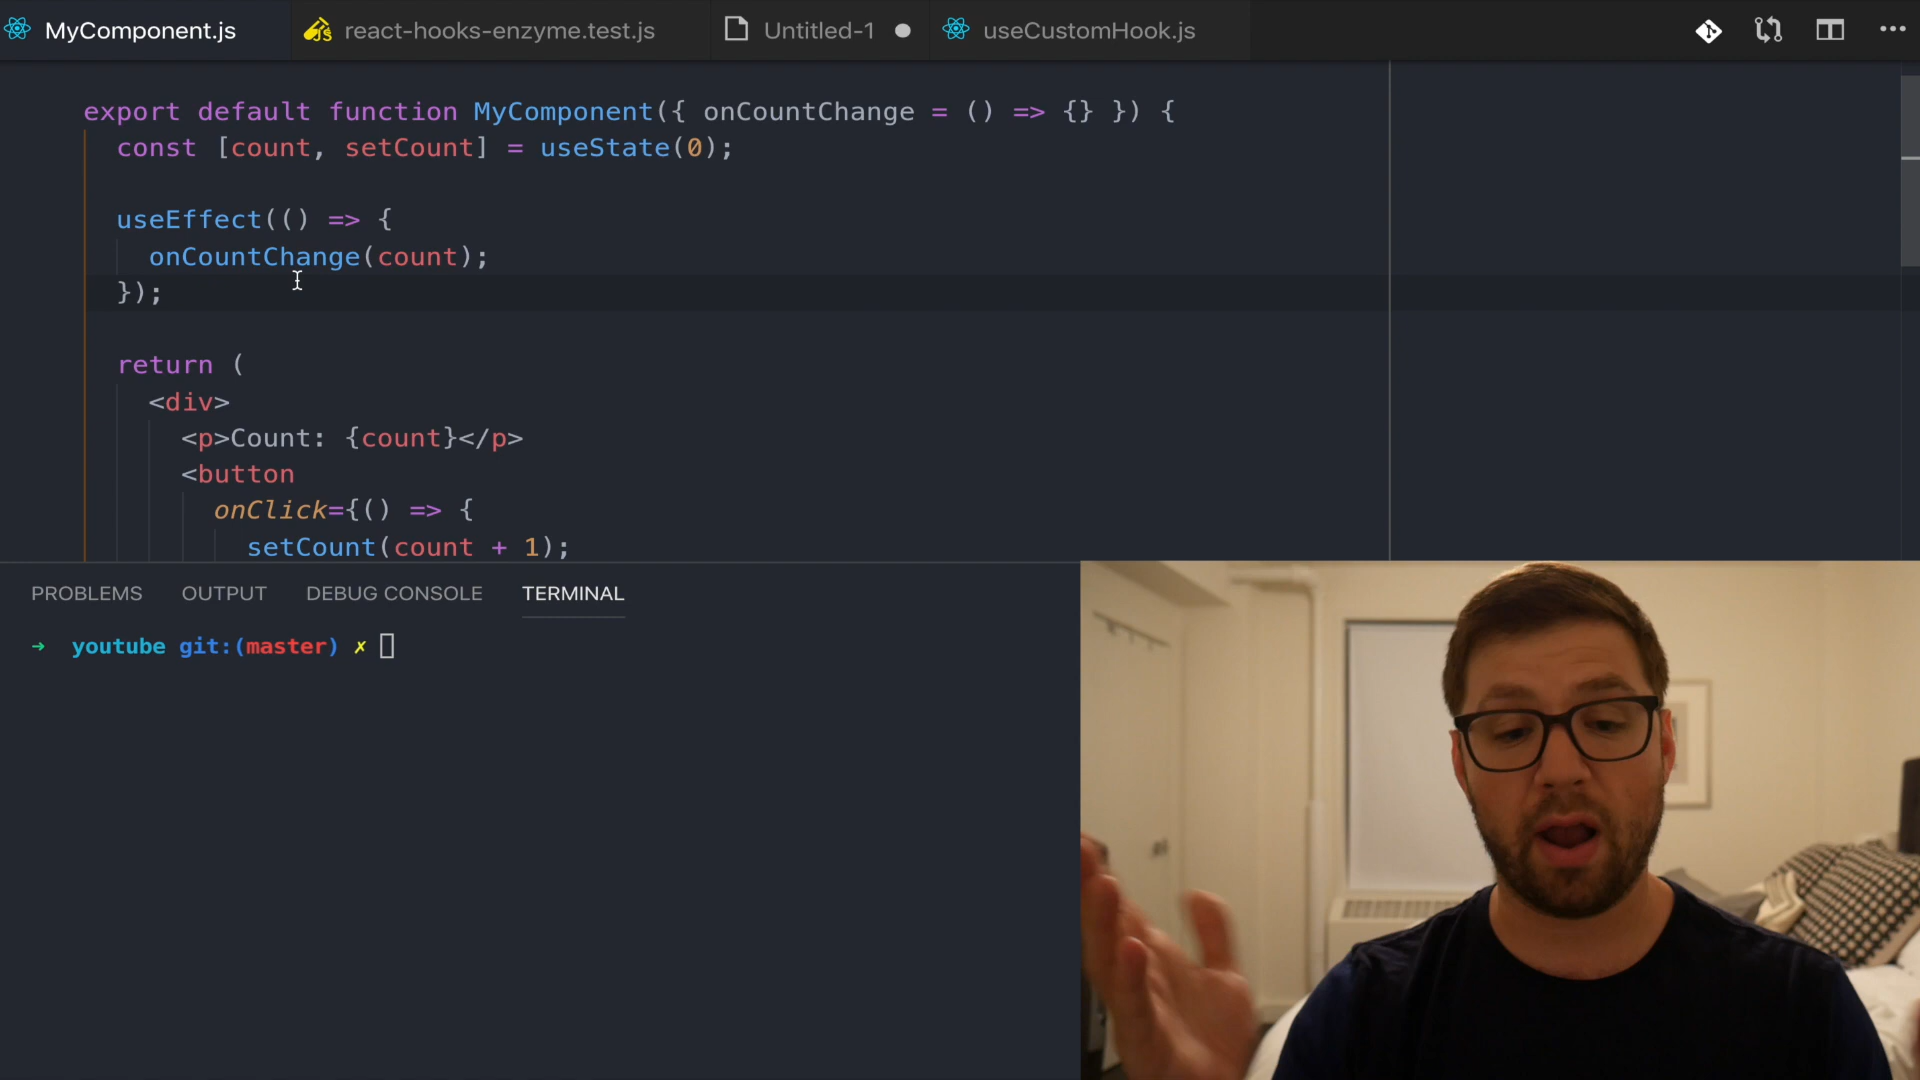 MyComponent.js
react-hooks-enzyme.test.js
Untitled-1
useCustomHook.js
export default function MyComponent({ onCountChange = () => {} }) {
const [count, setCount] = useState(0);
useEffect(() => {
onCountChange(count);
});
return (
<div>
<p>Count: {count}</p>
<button
onClick={() => {
setCount(count + 1);
PROBLEMS
OUTPUT
DEBUG CONSOLE
TERMINAL
→ youtube git:(master) ✗